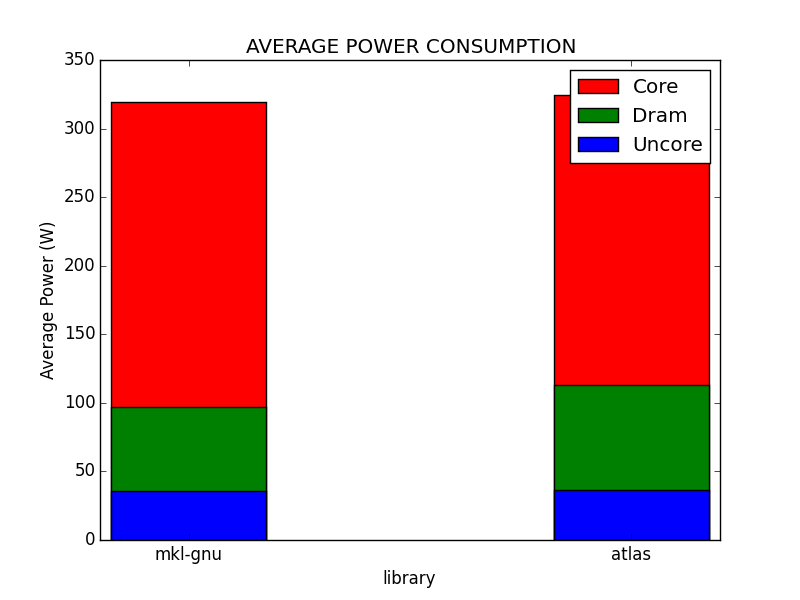 AVERAGE POWER CONSUMPTION
350
300
250
200
150
100
50
0
Average Power (W)
Core
Dram
Uncore
mkl-gnu
atlas
library